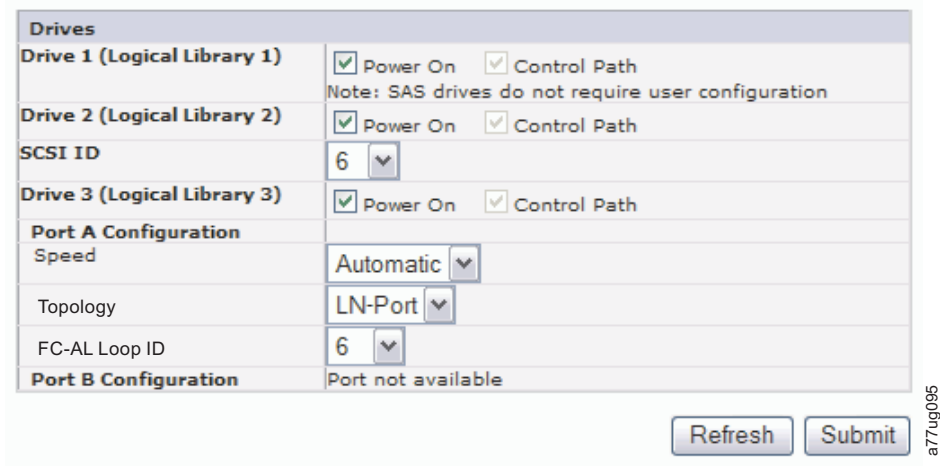 Drives
Drive 1 (Logical Library 1)
Power On Control Path
Note: SAS drives do not require user configuration
Drive 2 (Logical Library 2) Power On Control Path
SCSI ID 6
Drive 3 (Logical Library 3) Power On Control Path
Port A Configuration
Speed Automatic
Topology LN-Port
FC-AL Loop ID 6
Port B Configuration Port not available
Refresh Submit
a77ug095